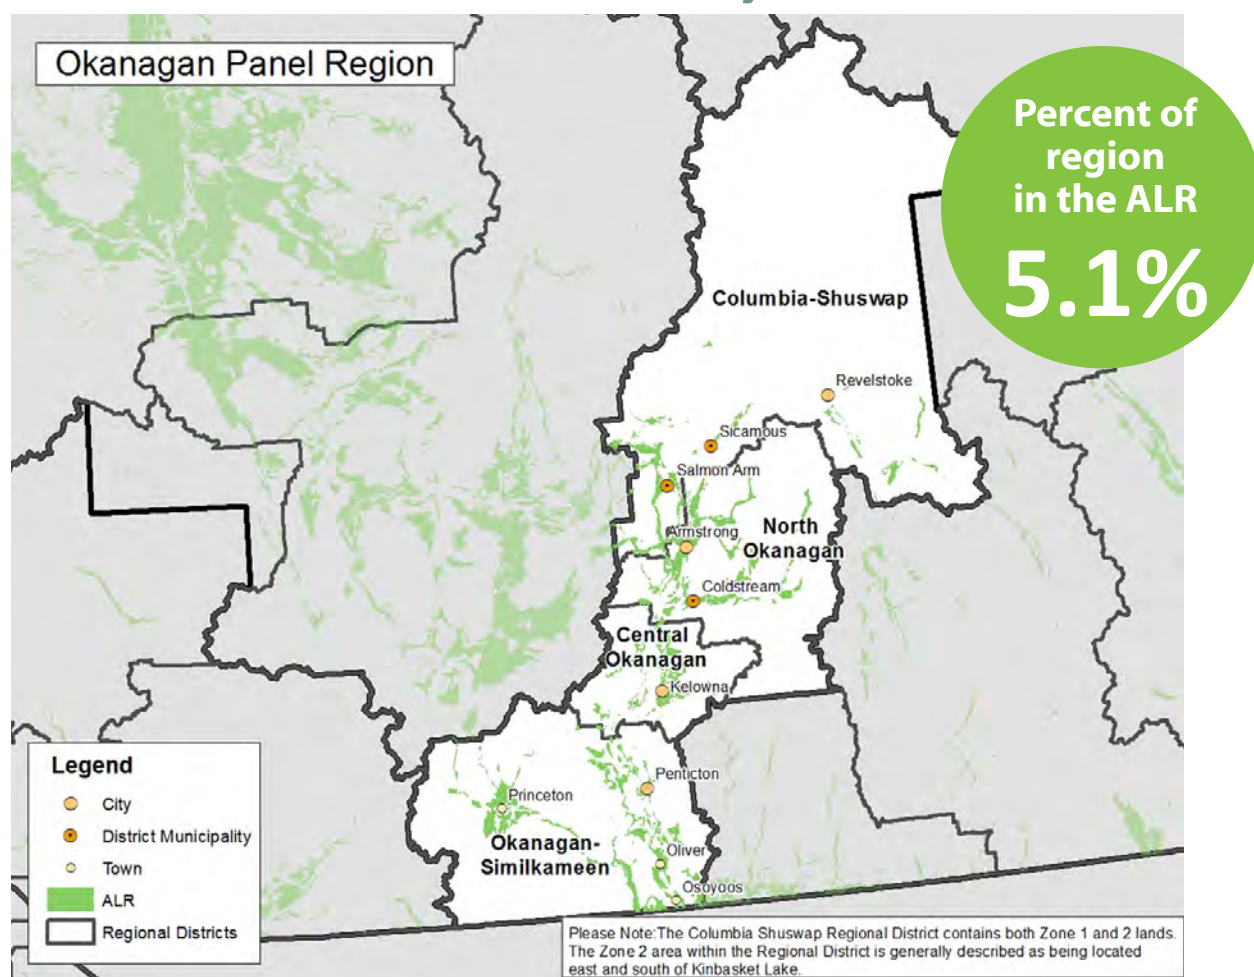 Okanagan Panel Region
Percent of
region
in the ALR
5.1%
Columbia-Shuswap
Revelstoke
Sicamous
Salmon Arm
Armstrong
North
Okanagan
Coldstream
Central
Okanagan
Kelowna
Penticton
Princeton
Okanagan-
Similkameen
Oliver
Osoyoos
Legend
City
District Municipality
Town
ALR
Regional Districts
Please Note:The Columbia Shuswap Regional District contains both Zone 1 and 2 lands.
The Zone 2 area within the Regional District is generally described as being located
east and south of Kinbasket Lake.